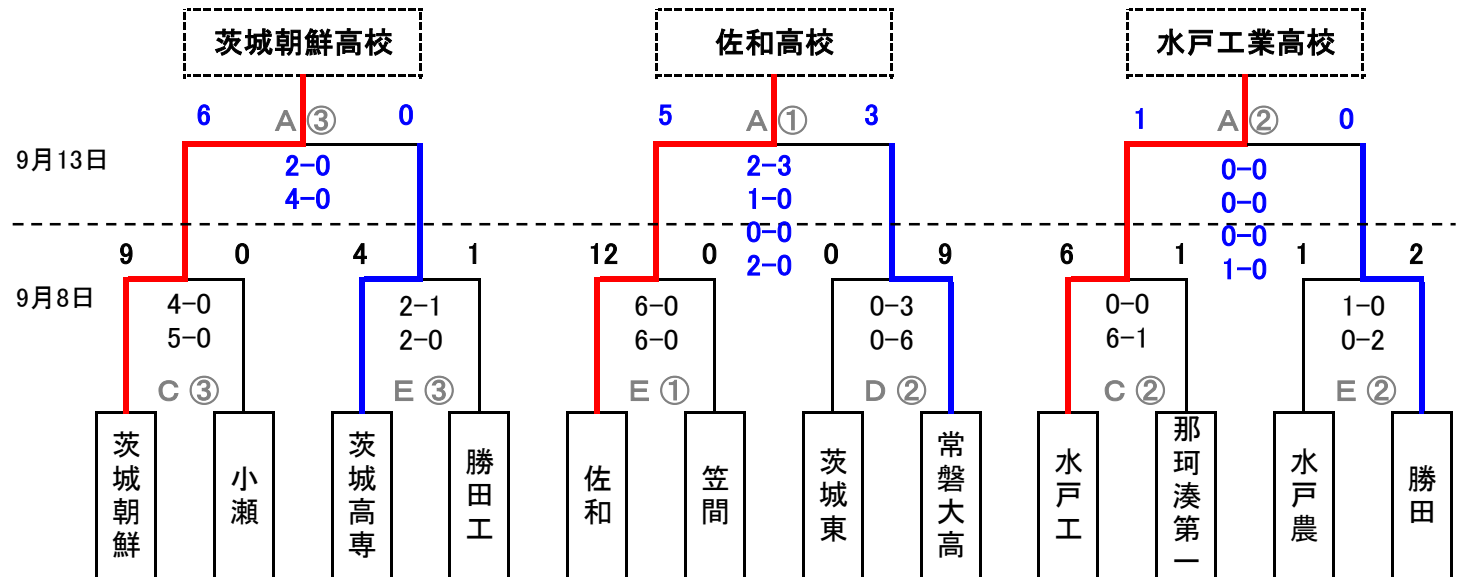 茨城朝鮮高校 佐和高校 水戸工業高校
6 A ③ 0 5 A ① 3 1 A ② 0
9月13日 2-0 2-3 0-0
4-0 1-0 0-0
0-0 0-0
9 0 4 1 12 0 2-0 0 9 6 1 1-0 1 2
9月8日 4-0 2-1 6-0 0-3 0-0 1-0
5-0 2-0 6-0 0-6 6-1 0-2
C ③ E ③ E ① D ② C ② E ②
茨城朝鮮
小瀬
茨城高専
勝田工
佐和
笠間
茨城東
常磐大高
水戸工
那珂湊第一
水戸農
勝田